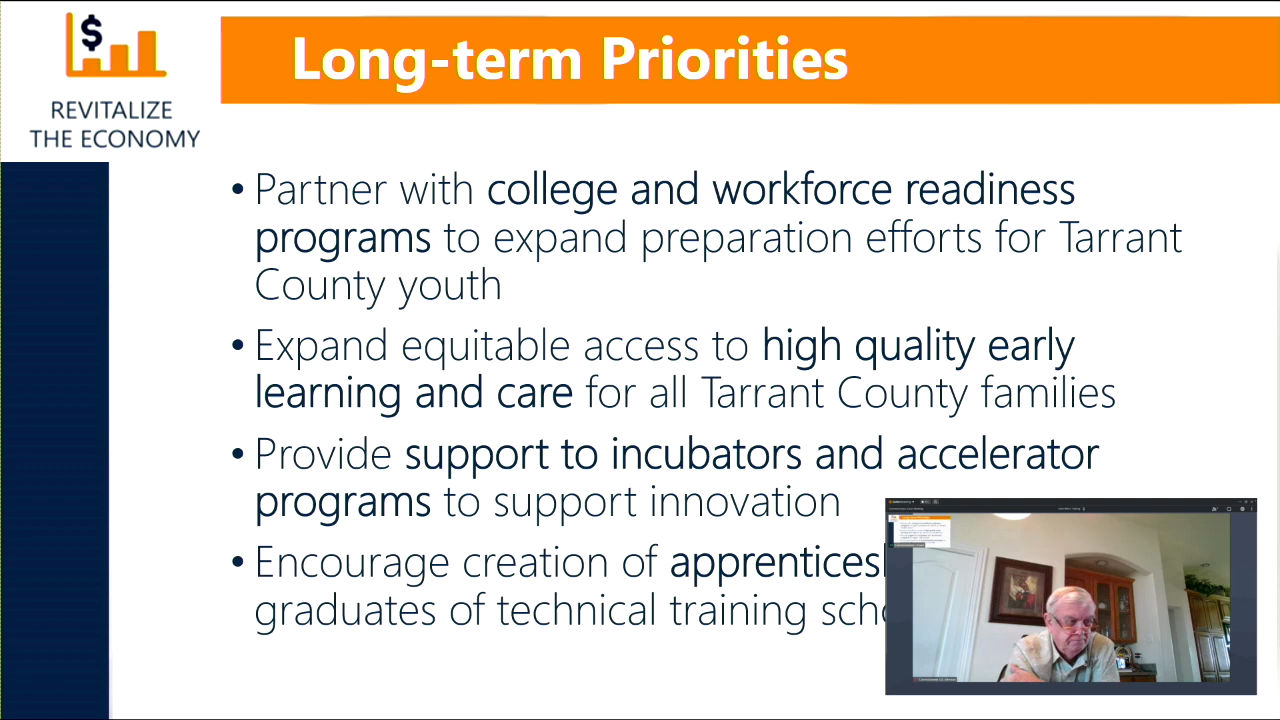 $
REVITALIZE
THE ECONOMY
Long-term Priorities
• Partner with college and workforce readiness
programs to expand preparation efforts for Tarrant
County youth
• Expand equitable access to high quality early
learning and care for all Tarrant County families
• Provide support to incubators and accelerator
programs to support innovation
• Encourage creation of
graduates of technical training